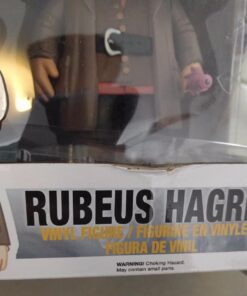 RUBEUS HAGR
VINYL FIGURE / FIGURINE EN VINYLE
FIGURA DE VINIL
WARNING: Choking Hazard.
May contain small parts.